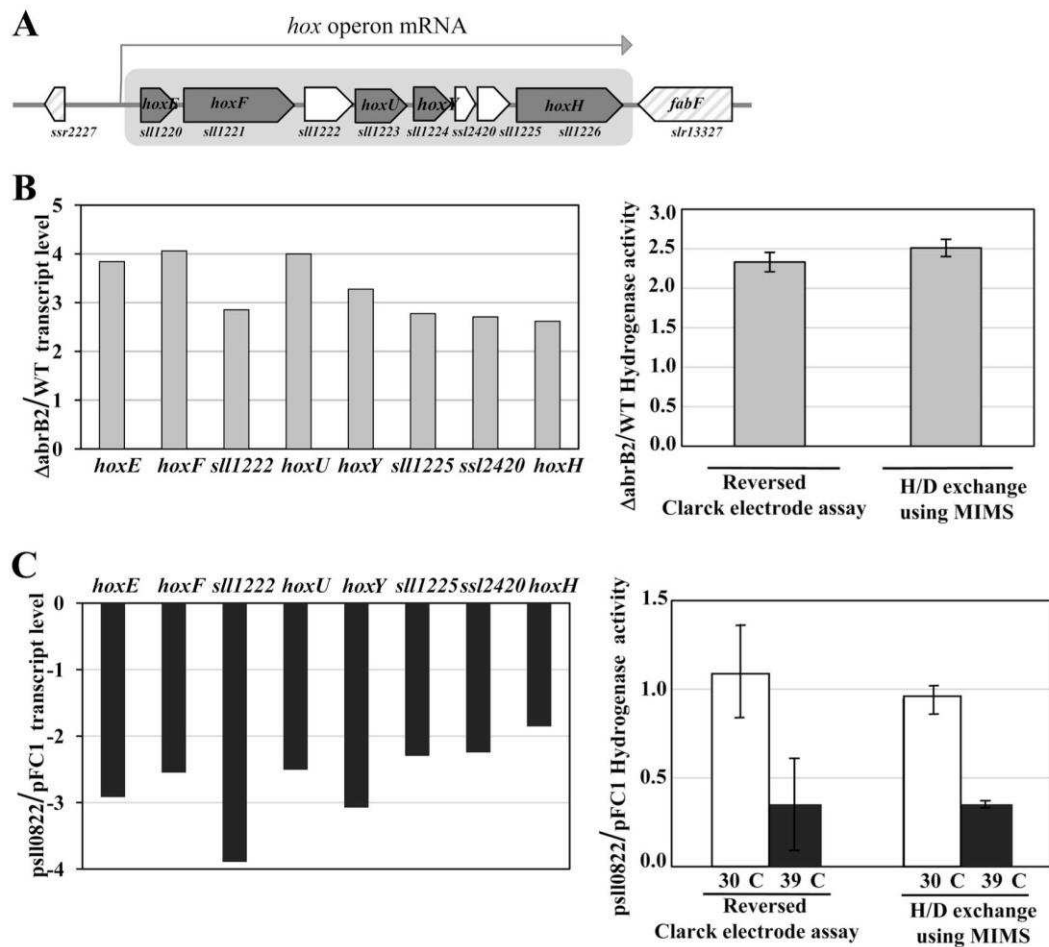 A
hox operon mRNA
hoxE hoxF hoxU hoxY hoxH fabF
ssr2227 sll1220 sll1221 sll1222 sll1223 sll1224 ssl2420 sll1225 sll1226 slr13327
B
ΔabrB2/WT transcript level
5
4
3
2
1
0
hoxE hoxF sll1222 hoxU hoxY sll1225 ssl2420 hoxH
ΔabrB2/WT Hydrogenase activity
3.0
2.5
2.0
1.5
1.0
0.5
0.0
Reversed
Clarck electrode assay
H/D exchange
using MIMS
C
hoxE hoxF sll1222 hoxU hoxY sll1225 ssl2420 hoxH
psll0822/pFC1 transcript level
0
-1
-2
-3
-4
psll0822/pFC1 Hydrogenase activity
1.5
1.0
0.5
0.0
30 C 39 C 30 C 39 C
Reversed
Clarck electrode assay
H/D exchange
using MIMS